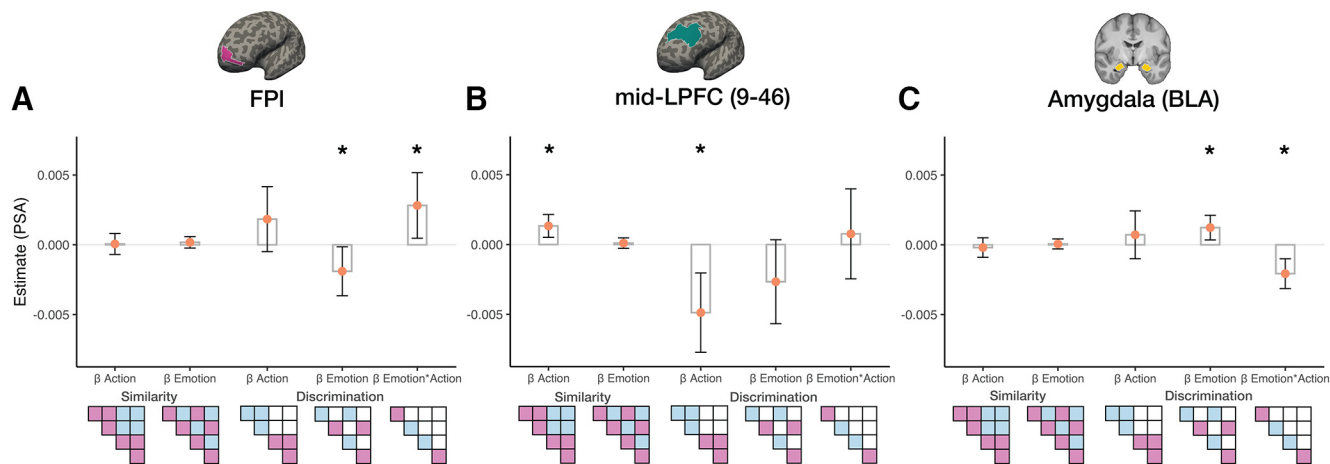 A
FPl
B
mid-LPFC (9-46)
C
Amygdala (BLA)
Estimate (PSA)
0.005
0.000
-0.005
* *
β Action β Emotion β Action β Emotion β Emotion*Action
Similarity Discrimination
0.005
0.000
-0.005
* *
β Action β Emotion β Action β Emotion β Emotion*Action
Similarity Discrimination
0.005
0.000
-0.005
* *
β Action β Emotion β Action β Emotion β Emotion*Action
Similarity Discrimination